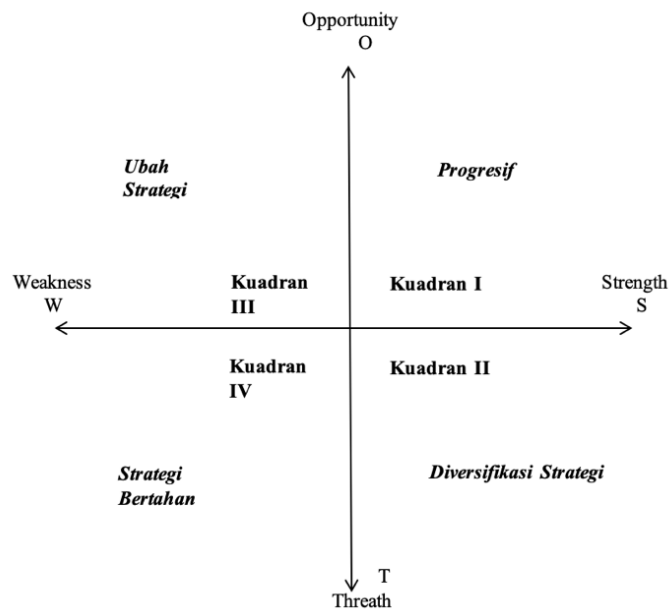 Opportunity
O
Ubah
Strategi
Progresif
Weakness
W
Kuadran
III
Kuadran I
Strength
S
Kuadran
IV
Kuadran II
Strategi
Bertahan
Diversifikasi Strategi
T
Threath